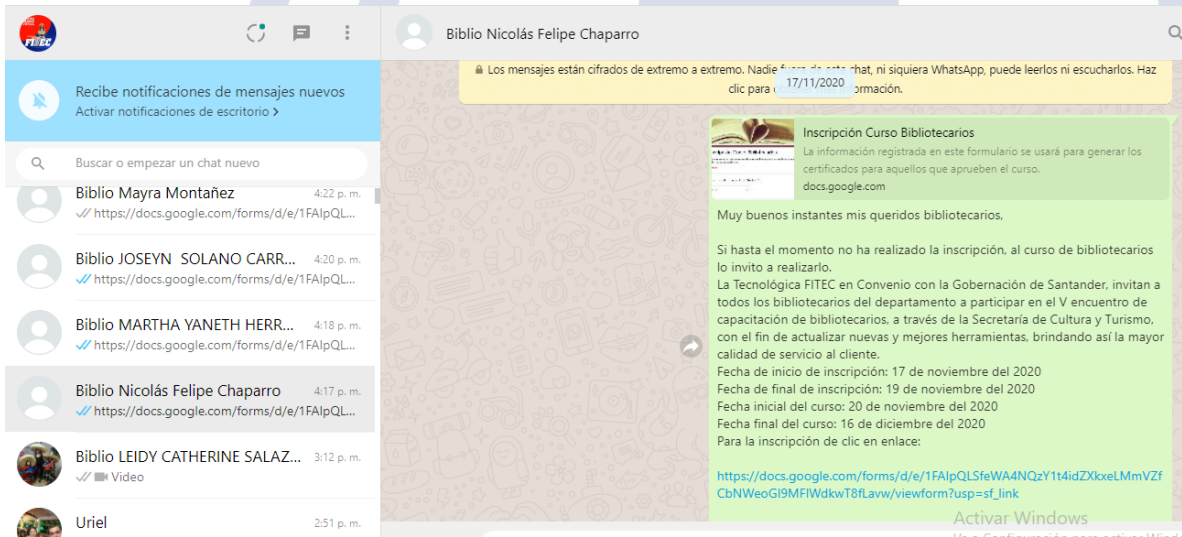 FITEC
Recibe notificaciones de mensajes nuevos
Activar notificaciones de escritorio >
Buscar o empezar un chat nuevo
Biblio Mayra Montañez 4:22 p. m.
https://docs.google.com/forms/d/e/1FAIpQL...
Biblio JOSEYN SOLANO CARR... 4:20 p. m.
https://docs.google.com/forms/d/e/1FAIpQL...
Biblio MARTHA YANETH HERR... 4:18 p. m.
https://docs.google.com/forms/d/e/1FAIpQL...
Biblio Nicolás Felipe Chaparro 4:17 p. m.
https://docs.google.com/forms/d/e/1FAIpQL...
Biblio LEIDY CATHERINE SALAZ... 3:12 p. m.
Video
Uriel 2:51 p. m.
Biblio Nicolás Felipe Chaparro
Los mensajes están cifrados de extremo a extremo. Nadie fuera de este chat, ni siquiera WhatsApp, puede leerlos ni escucharlos. Haz
clic para información.
17/11/2020
Inscripción Curso Bibliotecarios
La información registrada en este formulario se usará para generar los
certificados para aquellos que aprueben el curso.
docs.google.com
Muy buenos instantes mis queridos bibliotecarios,
Si hasta el momento no ha realizado la inscripción, al curso de bibliotecarios
lo invito a realizarlo.
La Tecnológica FITEC en Convenio con la Gobernación de Santander, invitan a
todos los bibliotecarios del departamento a participar en el V encuentro de
capacitación de bibliotecarios, a través de la Secretaría de Cultura y Turismo,
con el fin de actualizar nuevas y mejores herramientas, brindando así la mayor
calidad de servicio al cliente.
Fecha de inicio de inscripción: 17 de noviembre del 2020
Fecha de final de inscripción: 19 de noviembre del 2020
Fecha inicial del curso: 20 de noviembre del 2020
Fecha final del curso: 16 de diciembre del 2020
Para la inscripción de clic en enlace:
https://docs.google.com/forms/d/e/1FAIpQLSfeWA4NQzY1t4idZXkxeLMmVZf
CbNWeoGl9MFlWdkwT8fLavw/viewform?usp=sf_link
Activar Windows